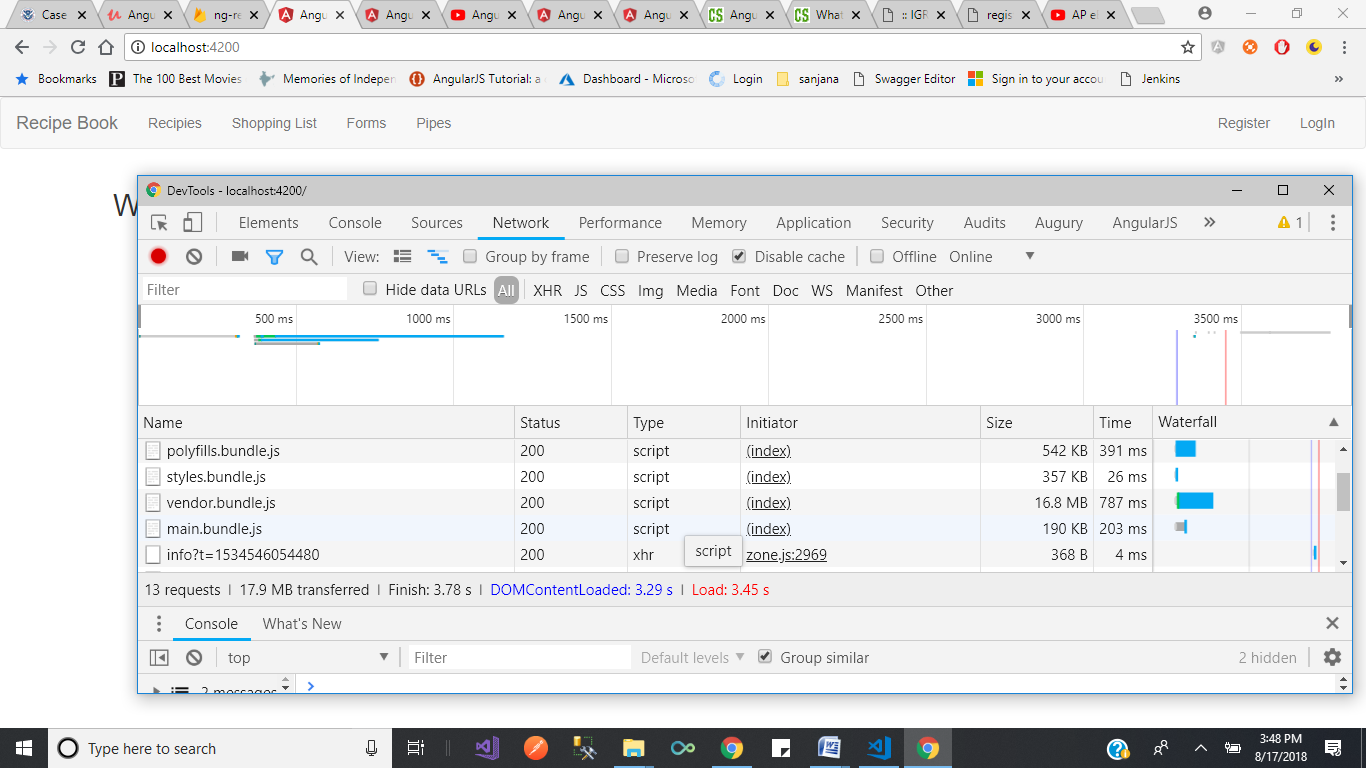 Case
Angu
ng-re
Angu
Angu
Angu
Angu
Angu
Angu
What
:: IGR
regis
AP el
localhost:4200
Bookmarks
The 100 Best Movies
Memories of Indepen
AngularJS Tutorial: a
Dashboard - Microso
Login
sanjana
Swagger Editor
Sign in to your accou
Jenkins
»
Recipe Book Recipies Shopping List Forms Pipes Register LogIn
W
DevTools - localhost:4200/
Elements Console Sources Network Performance Memory Application Security Audits Augury AngularJS » 1
View: Group by frame Preserve log Disable cache Offline Online
Filter Hide data URLs All XHR JS CSS Img Media Font Doc WS Manifest Other
500 ms 1000 ms 1500 ms 2000 ms 2500 ms 3000 ms 3500 ms
Name Status Type Initiator Size Time Waterfall
polyfills.bundle.js 200 script (index) 542 KB 391 ms
styles.bundle.js 200 script (index) 357 KB 26 ms
vendor.bundle.js 200 script (index) 16.8 MB 787 ms
main.bundle.js 200 script (index) 190 KB 203 ms
info?t=1534546054480 200 xhr zone.js:2969 368 B 4 ms
script
13 requests | 17.9 MB transferred | Finish: 3.78 s | DOMContentLoaded: 3.29 s | Load: 3.45 s
Console What's New
top Filter Default levels Group similar 2 hidden
2 messages
Type here to search
3:48 PM
8/17/2018